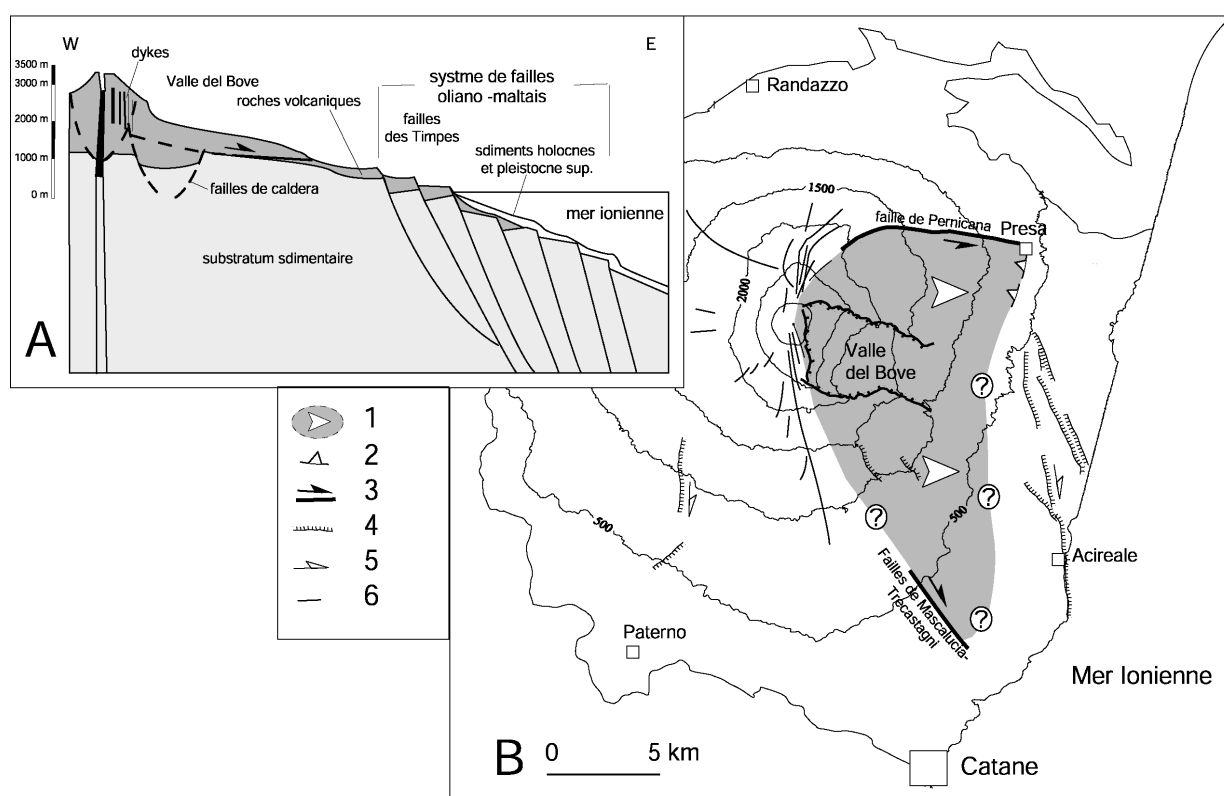 W
E
dykes
3500 m
3000 m
2000 m
1000 m
0 m
Valle del Bove
roches volcaniques
systme de failles
oliano -maltais
failles
des Timpes
sdiments holocnes
et pleistocne sup.
failles de caldera
mer ionienne
substratum sdimentaire
A
1
2
3
4
5
6
Randazzo
1500
faille de Pernicana
Presa
2000
Valle
del Bove
?
?
?
500
500
Acireale
Failles de Mascalucia-
Trecastagni
?
Paterno
Mer Ionienne
B
0
5 km
Catane